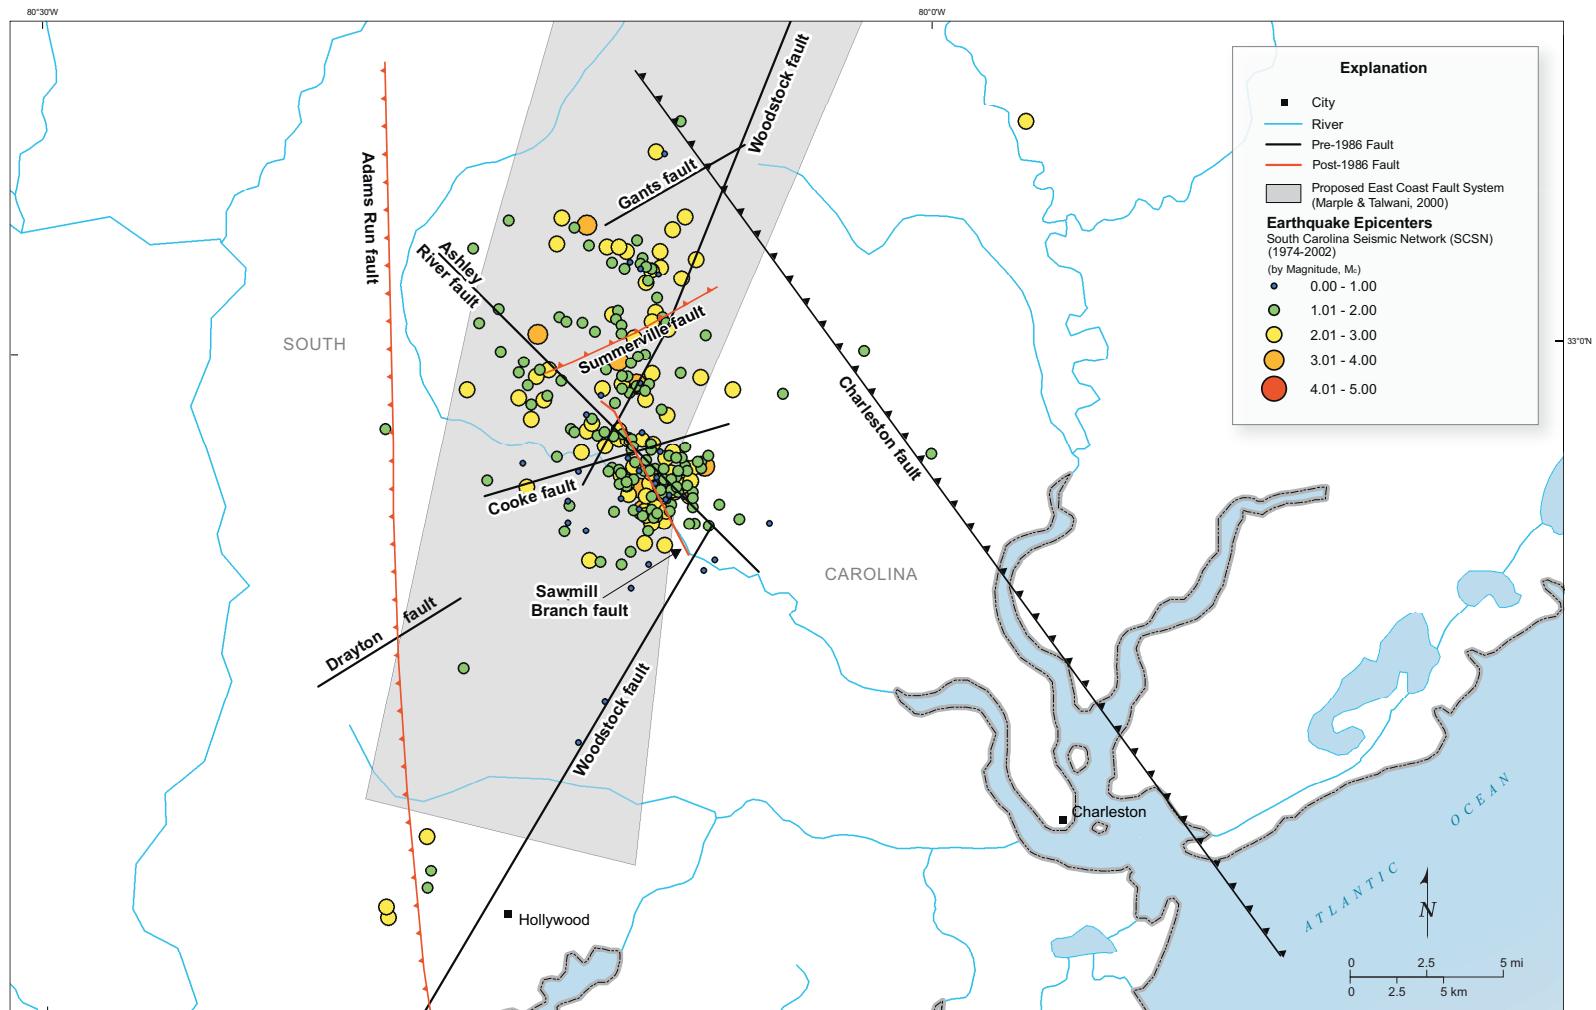 80°30'W
80°0'W
Explanation
City
River
Pre-1986 Fault
Post-1986 Fault
Proposed East Coast Fault System
(Marple & Talwani, 2000)
Earthquake Epicenters
South Carolina Seismic Network (SCSN)
(1974-2002)
(by Magnitude, Mc)
0.00 - 1.00
1.01 - 2.00
2.01 - 3.00
3.01 - 4.00
4.01 - 5.00
33°0'N
Woodstock fault
Gants fault
Adams Run fault
Ashley
River fault
SOUTH
Summerville fault
Charleston fault
Cooke fault
CAROLINA
Sawmill
Branch fault
Drayton fault
Woodstock fault
Charleston
Hollywood
ATLANTIC
OCEAN
N
0 2.5 5 mi
0 2.5 5 km